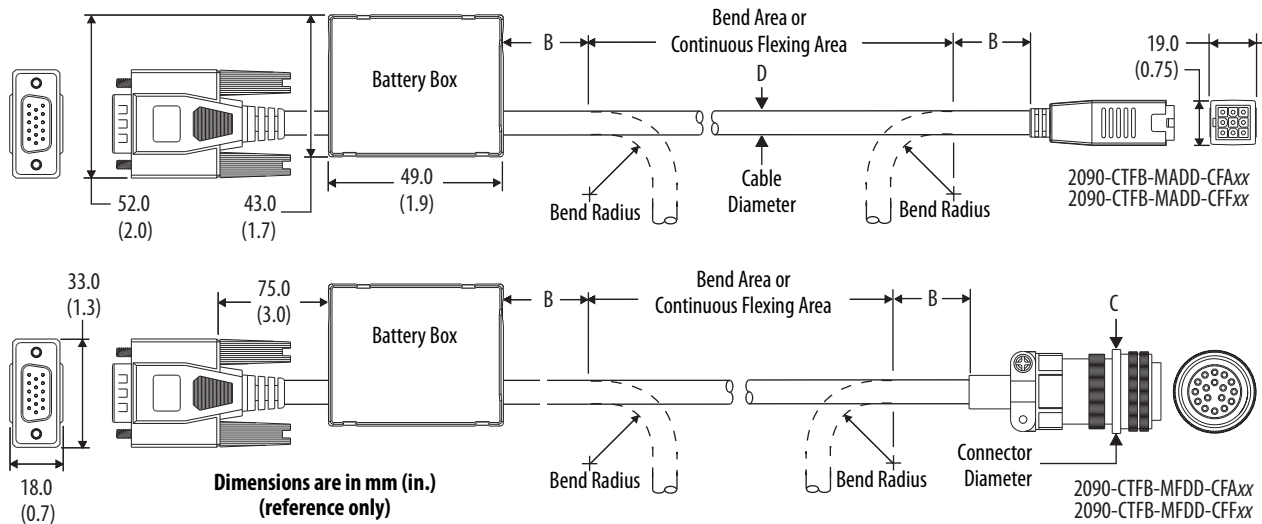 Bend Area or
Continuous Flexing Area
B
B
19.0
(0.75)
D
Battery Box
49.0
(1.9)
52.0
(2.0)
43.0
(1.7)
Bend Radius
Cable
Diameter
Bend Radius
2090-CTFB-MADD-CFAxx
2090-CTFB-MADD-CFFxx
33.0
(1.3)
75.0
(3.0)
Bend Area or
Continuous Flexing Area
B
B
C
Battery Box
18.0
(0.7)
Dimensions are in mm (in.)
(reference only)
Bend Radius
Bend Radius
Connector
Diameter
2090-CTFB-MFDD-CFAxx
2090-CTFB-MFDD-CFFxx